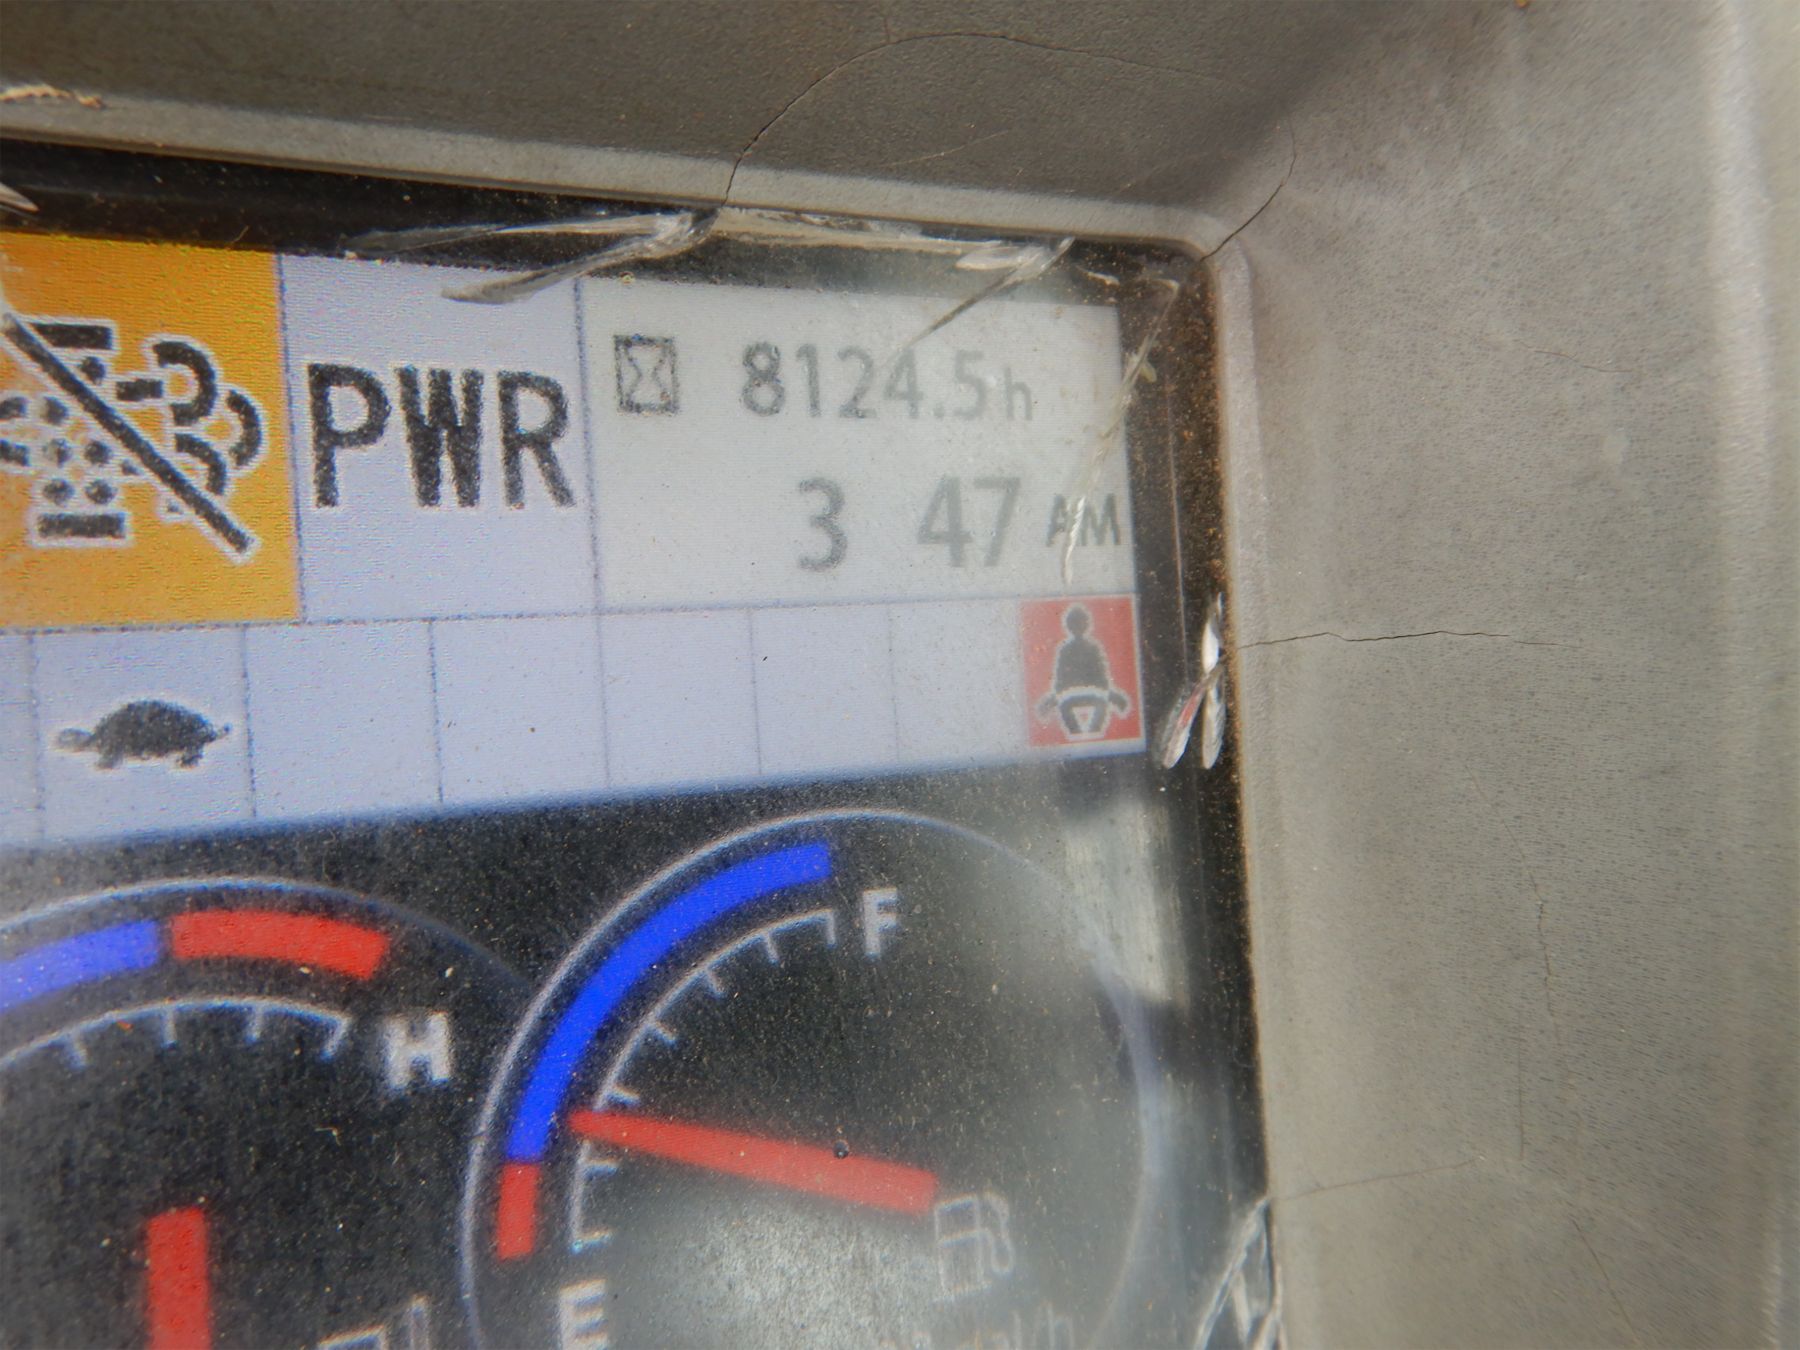 PWR
8124.5h
3 47 AM
F
H
E